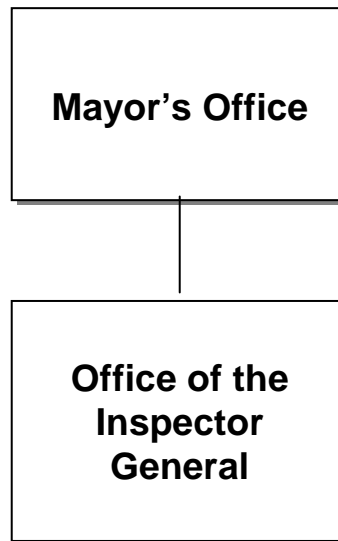 Mayor’s Office
Office of the
Inspector
General